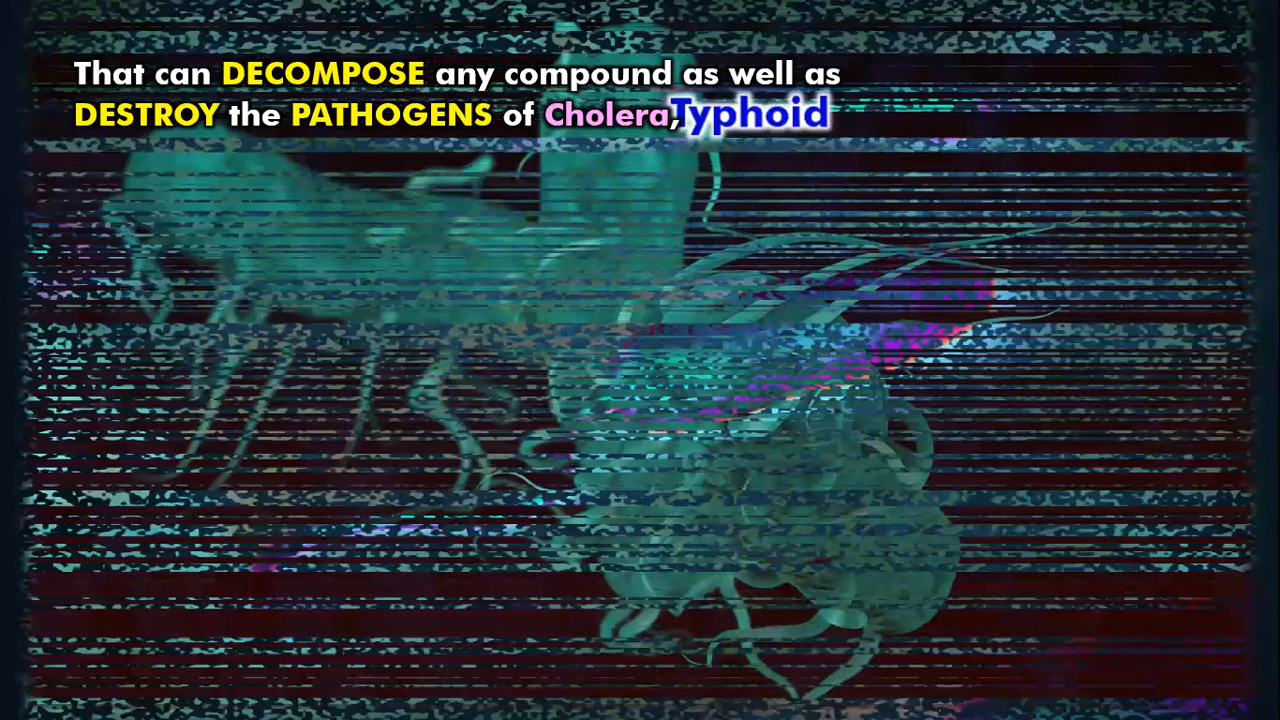 That can DECOMPOSE any compound as well as
DESTROY the PATHOGENS of Cholera,Typhoid